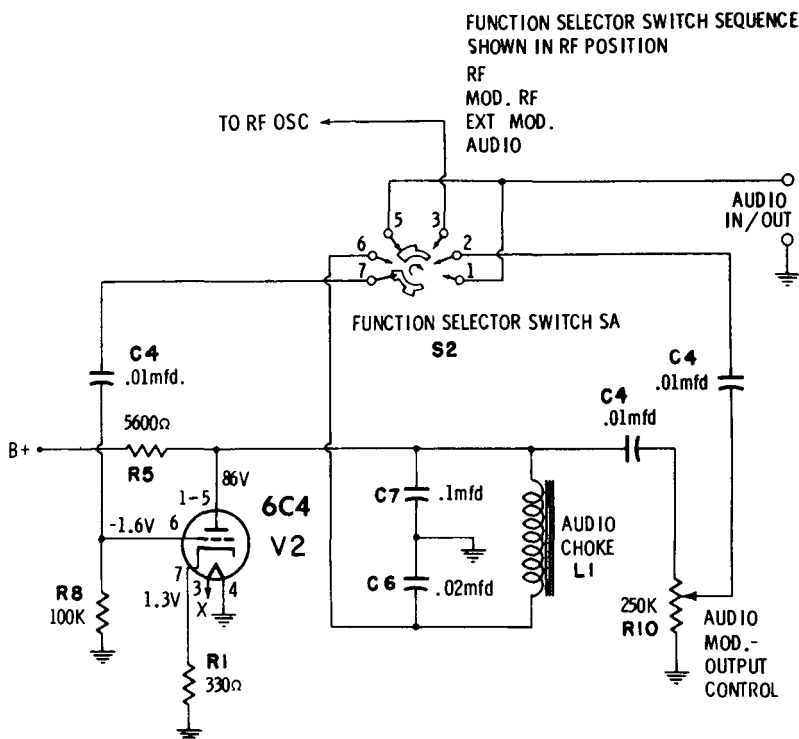 FUNCTION SELECTOR SWITCH SEQUENCE
SHOWN IN RF POSITION
RF
MOD. RF
EXT MOD.
AUDIO
TO RF OSC
5
3
6
2
7
1
AUDIO
IN/OUT
FUNCTION SELECTOR SWITCH SA
S2
C4
.01mfd.
C4
.01mfd
C4
.01mfd
5600Ω
B+
R5
86V
1-5
6C4
V2
-1.6V
6
7
3
4
1.3V
X
R8
100K
R1
330Ω
C7
.1mfd
C6
.02mfd
AUDIO
CHOKE
L1
250K
R10
AUDIO
MOD.-
OUTPUT
CONTROL